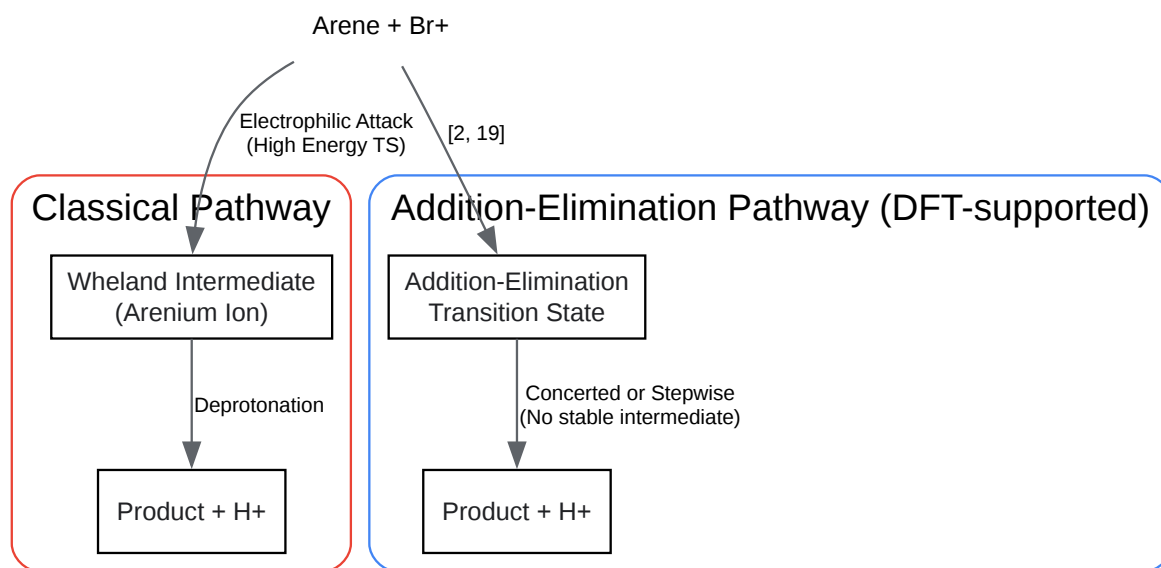 Arene + Br+
Electrophilic Attack
(High Energy TS)
[2, 19]
Classical Pathway
Addition-Elimination Pathway (DFT-supported)
Wheland Intermediate
(Arenium Ion)
Addition-Elimination
Transition State
Deprotonation
Concerted or Stepwise
(No stable intermediate)
Product + H+
Product + H+